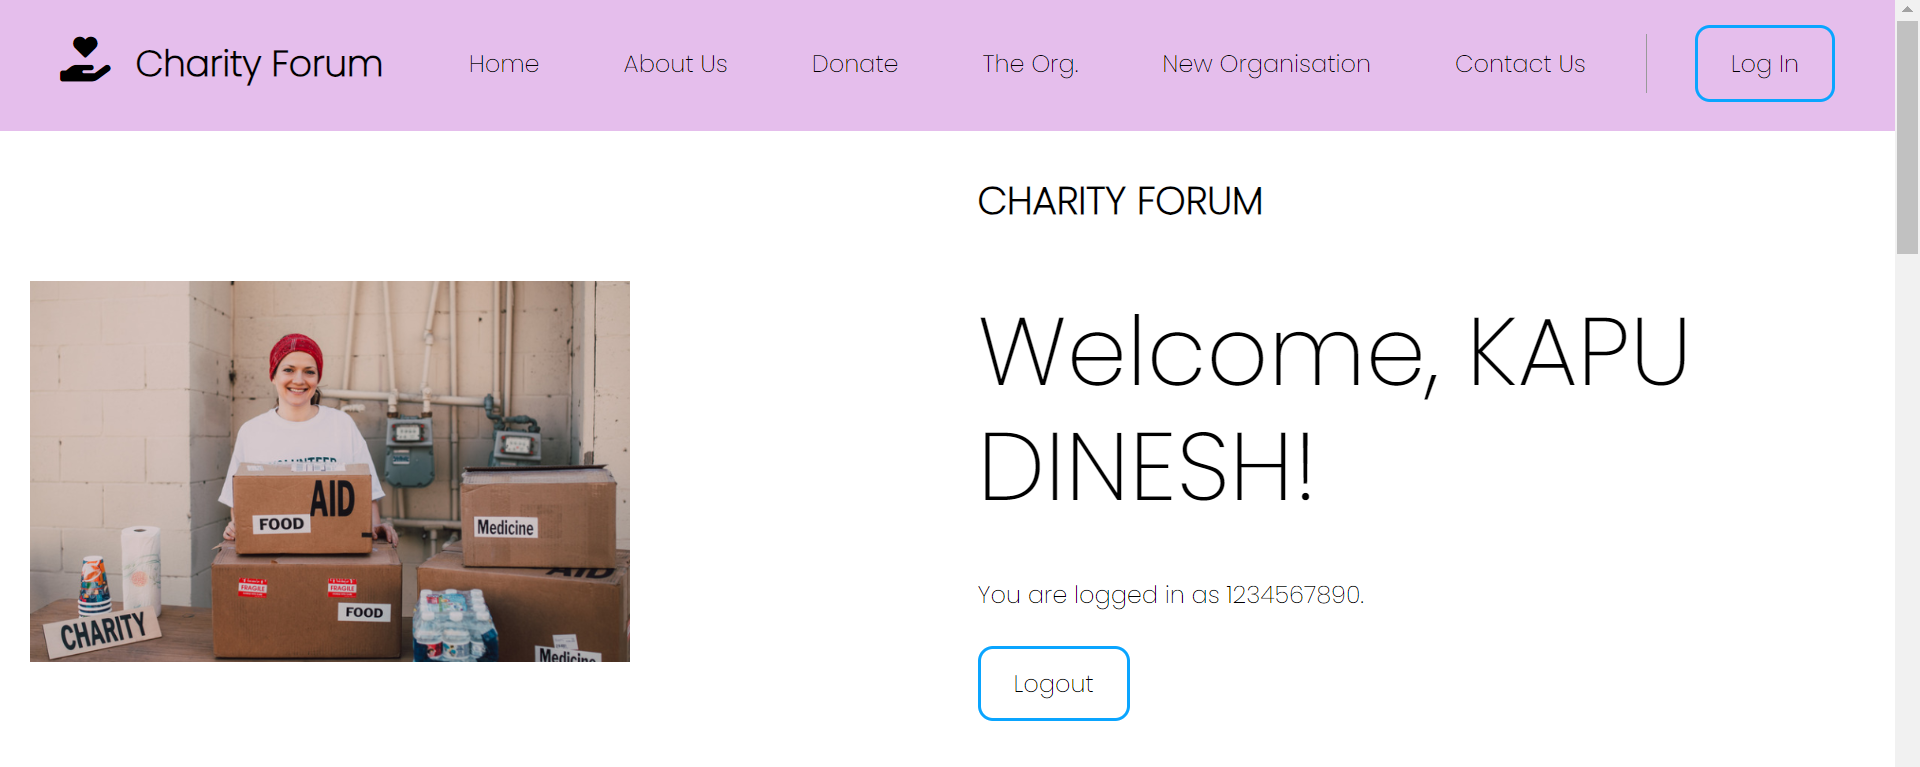 Charity Forum
Home
About Us
Donate
The Org.
New Organisation
Contact Us
Log In
CHARITY FORUM
Welcome, KAPU
DINESH!
You are logged in as 1234567890.
Logout
AID
FOOD
Medicine
AID
FRAGILE
FRAGILE
FOOD
CHARITY
Medicine